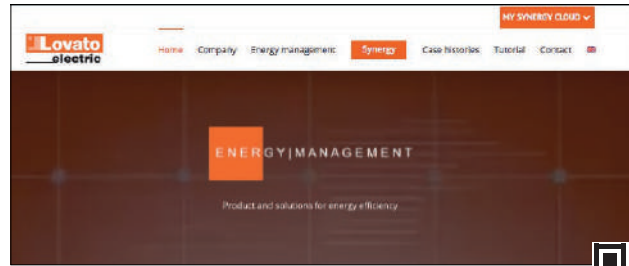 MY SYNERGY CLOUD
Lovato
electric
Home Company Energy management Synergy Case histories Tutorial Contact
ENERGY|MANAGEMENT
Product and solutions for energy efficiency